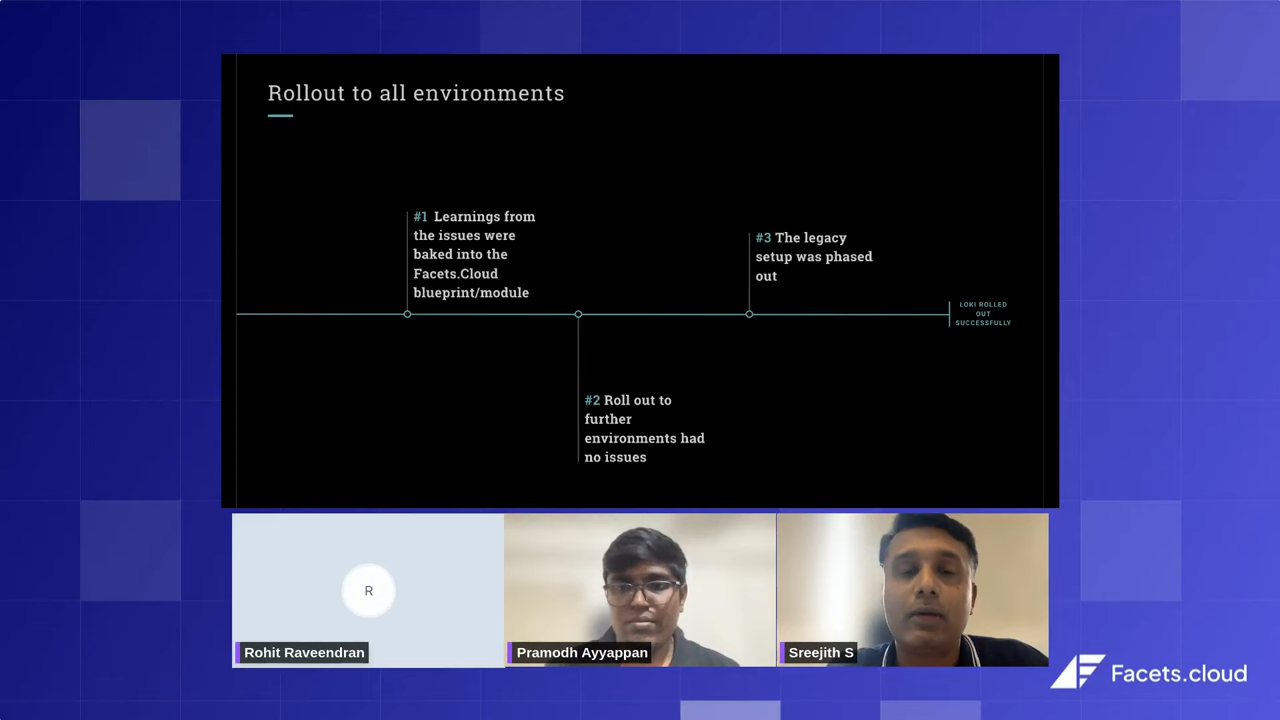 Rollout to all environments
#1 Learnings from
the issues were
baked into the
Facets.Cloud
blueprint/module
#3 The legacy
setup was phased
out
LOKI ROLLED
OUT
SUCCESSFULLY
#2 Roll out to
further
environments had
no issues
R
Rohit Raveendran
Pramodh Ayyappan
Sreejith S
Facets.cloud